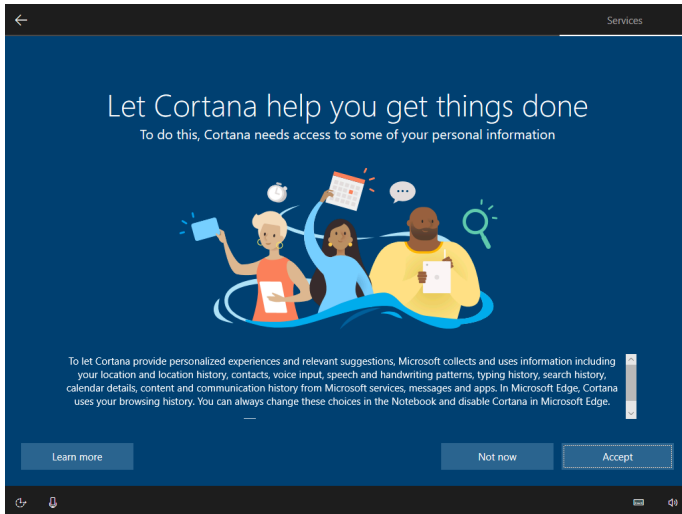 Services
Let Cortana help you get things done
To do this, Cortana needs access to some of your personal information
To let Cortana provide personalized experiences and relevant suggestions, Microsoft collects and uses information including
your location and location history, contacts, voice input, speech and handwriting patterns, typing history, search history,
calendar details, content and communication history from Microsoft services, messages and apps. In Microsoft Edge, Cortana
uses your browsing history. You can always change these choices in the Notebook and disable Cortana in Microsoft Edge.
Learn more
Not now
Accept